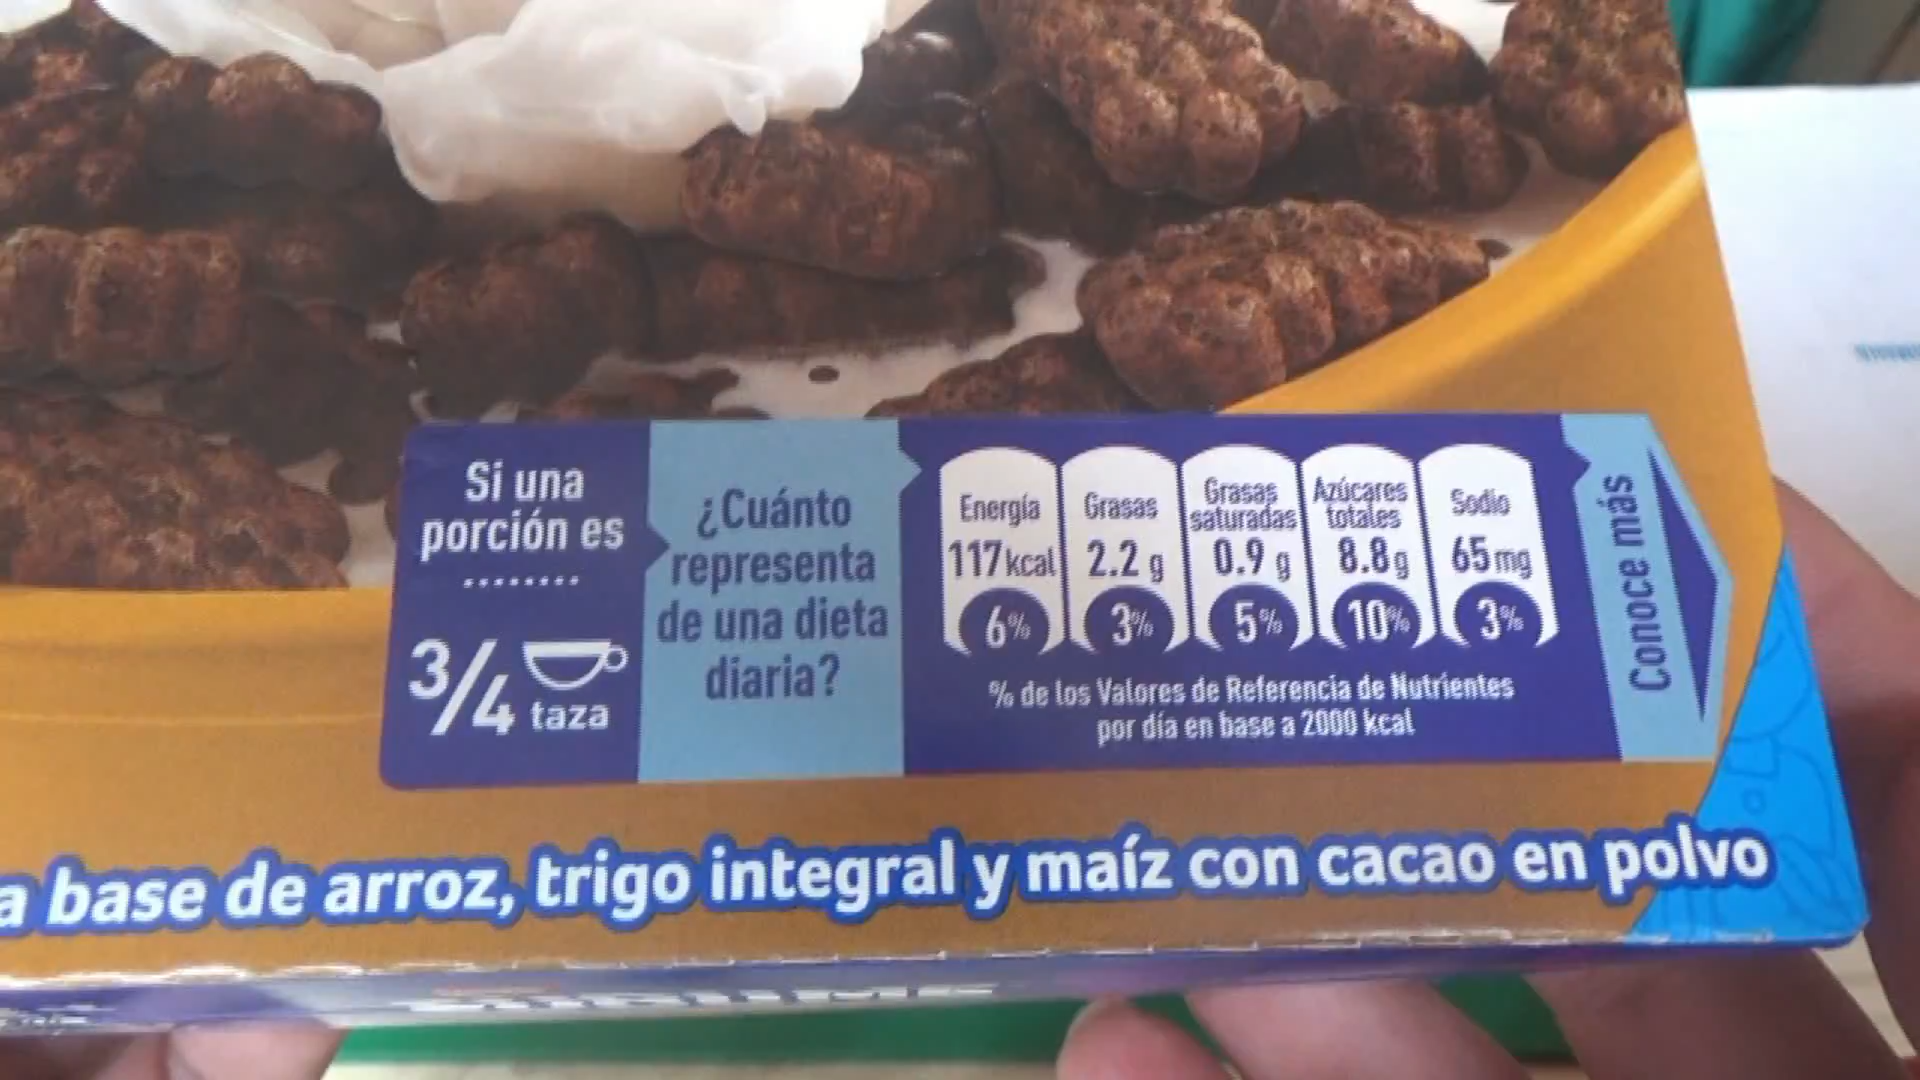 Si una
porción es
........
3/4 taza
¿Cuánto
representa
de una dieta
diaria?
Energía
117 kcal
6%
Grasas
2.2 g
3%
Grasas
saturadas
0.9 g
5%
Azúcares
totales
8.8 g
10%
Sodio
65 mg
3%
% de los Valores de Referencia de Nutrientes
por día en base a 2000 kcal
Conoce más
a base de arroz, trigo integral y maíz con cacao en polvo